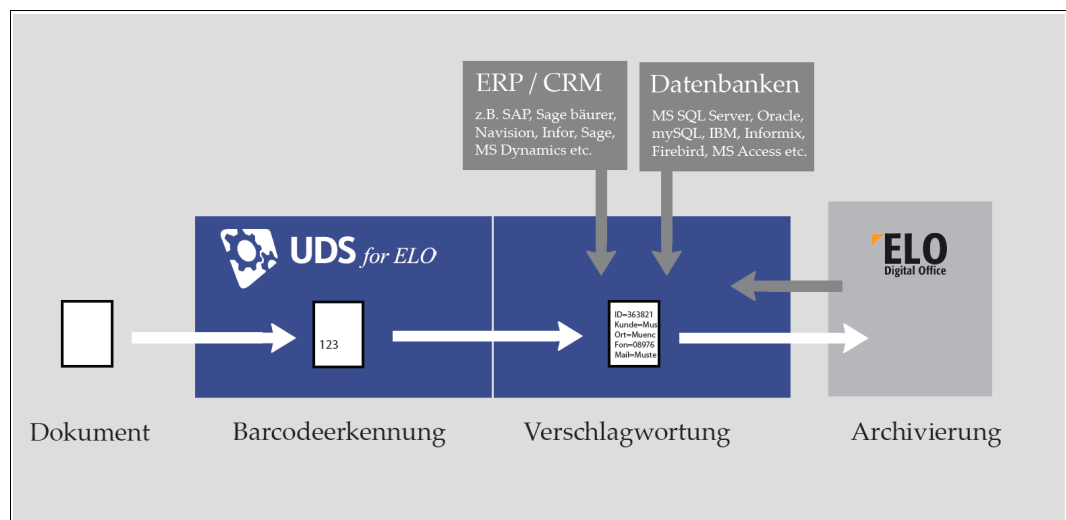 ERP / CRM
z.B. SAP, Sage bäurer,
Navision, Infor, Sage,
MS Dynamics etc.
Datenbanken
MS SQL Server, Oracle,
mySQL, IBM, Informix,
Firebird, MS Access etc.
UDS for ELO
ELO
Digital Office
123
ID=363821
Kunde=Mus
Ort=Muenc
Fon=08976
Mail=Muste
Dokument
Barcodeerkennung
Verschlagwortung
Archivierung